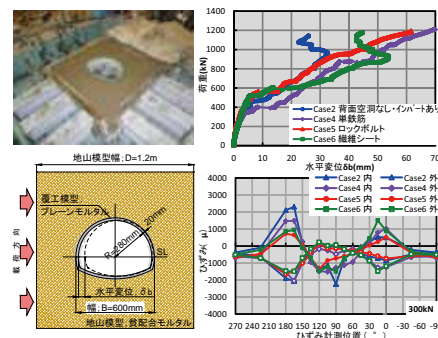 地山模型幅;D=1.2m
覆工模型;
プレーンモルタル
20mm
R=280mm
SL
載荷方向
水平変位 δb
幅: B=600mm
地山模型:貧配合モルタル
荷重(kN)
1400
1200
1000
800
600
400
200
0
Case2 背面空洞なし・インバートあり
Case4 単鉄筋
Case5 ロックボルト
Case6 繊維シート
0 10 20 30 40 50 60 70
水平変位δb(mm)
ひずみ( μ)
4000
3000
2000
1000
0
-1000
-2000
-3000
-4000
Case2 内 Case2 外
Case4 内 Case4 外
Case5 内 Case5 外
Case6 内 Case6 外
300kN
270 240 210 180 150 120 90 60 30 0 -30 -60 -9
ひずみ計測位置( °)